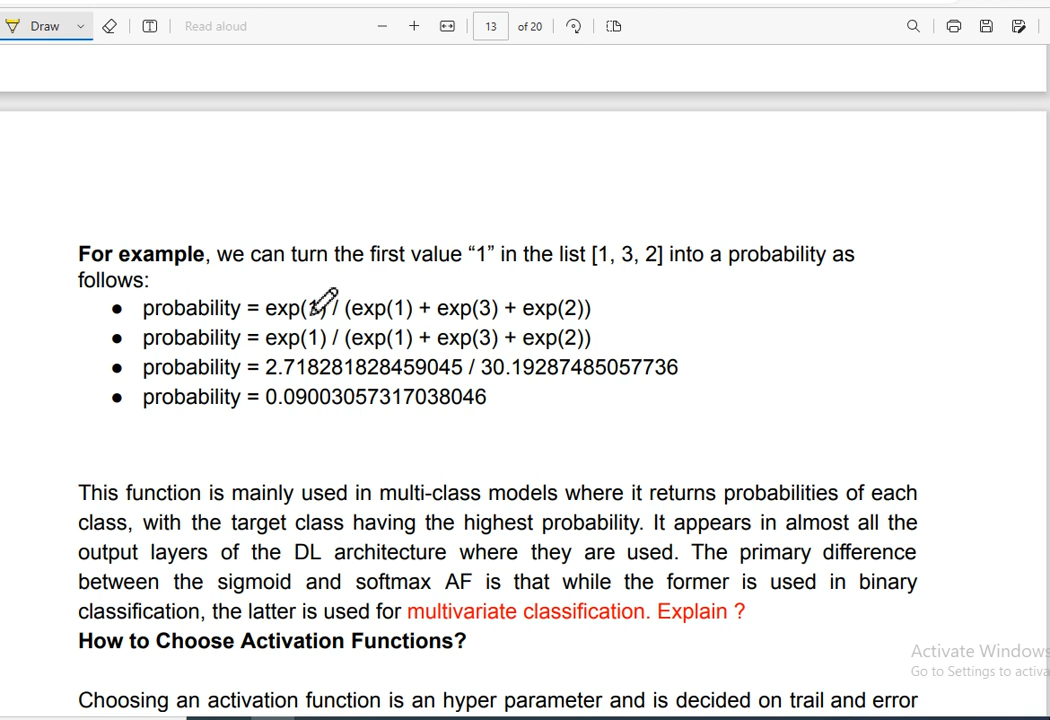 Draw
Read aloud
13 of 20
For example, we can turn the first value “1” in the list [1, 3, 2] into a probability as
follows:
● probability = exp(1) / (exp(1) + exp(3) + exp(2))
● probability = exp(1) / (exp(1) + exp(3) + exp(2))
● probability = 2.718281828459045 / 30.19287485057736
● probability = 0.09003057317038046
This function is mainly used in multi-class models where it returns probabilities of each
class, with the target class having the highest probability. It appears in almost all the
output layers of the DL architecture where they are used. The primary difference
between the sigmoid and softmax AF is that while the former is used in binary
classification, the latter is used for multivariate classification. Explain ?
How to Choose Activation Functions?
Activate Windows
Go to Settings to activa
Choosing an activation function is an hyper parameter and is decided on trail and error